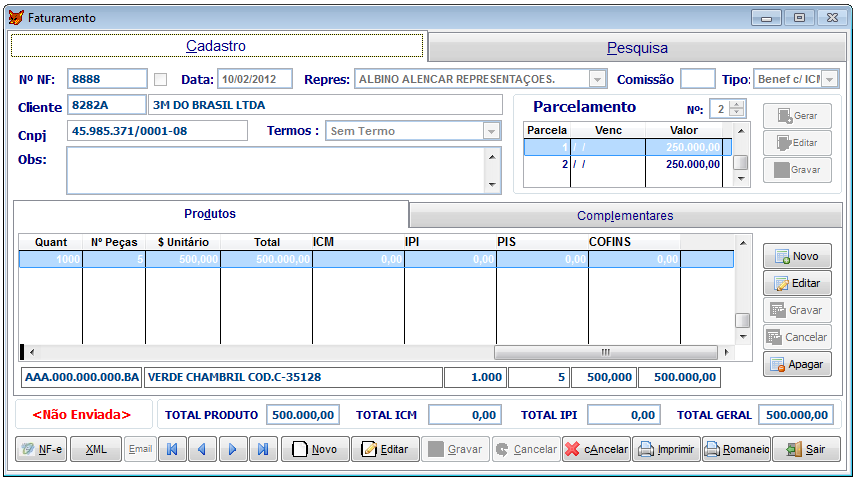 Faturamento
Cadastro Pesquisa
Nº NF: 8888 Data: 10/02/2012 Repres: ALBINO ALENCAR REPRESENTAÇOES. Comissão Tipo: Benef c/ ICM
Cliente 8282A 3M DO BRASIL LTDA
Cnpj 45.985.371/0001-08 Termos : Sem Termo
Obs:
Parcelamento Nº: 2
Parcela Venc Valor
1 / / 250.000,00
2 / / 250.000,00
Gerar
Editar
Gravar
Produtos Complementares
Quant Nº Peças $ Unitário Total ICM IPI PIS COFINS
1000 5 500,000 500.000,00 0,00 0,00 0,00 0,00
Novo
Editar
Gravar
Cancelar
Apagar
AAA.000.000.000.BA VERDE CHAMBRIL COD.C-35128 1.000 5 500,000 500.000,00
<Não Enviada> TOTAL PRODUTO 500.000,00 TOTAL ICM 0,00 TOTAL IPI 0,00 TOTAL GERAL 500.000,00
NF-e XML Email Novo Editar Gravar Cancelar cAncelar Imprimir Romaneio Sair